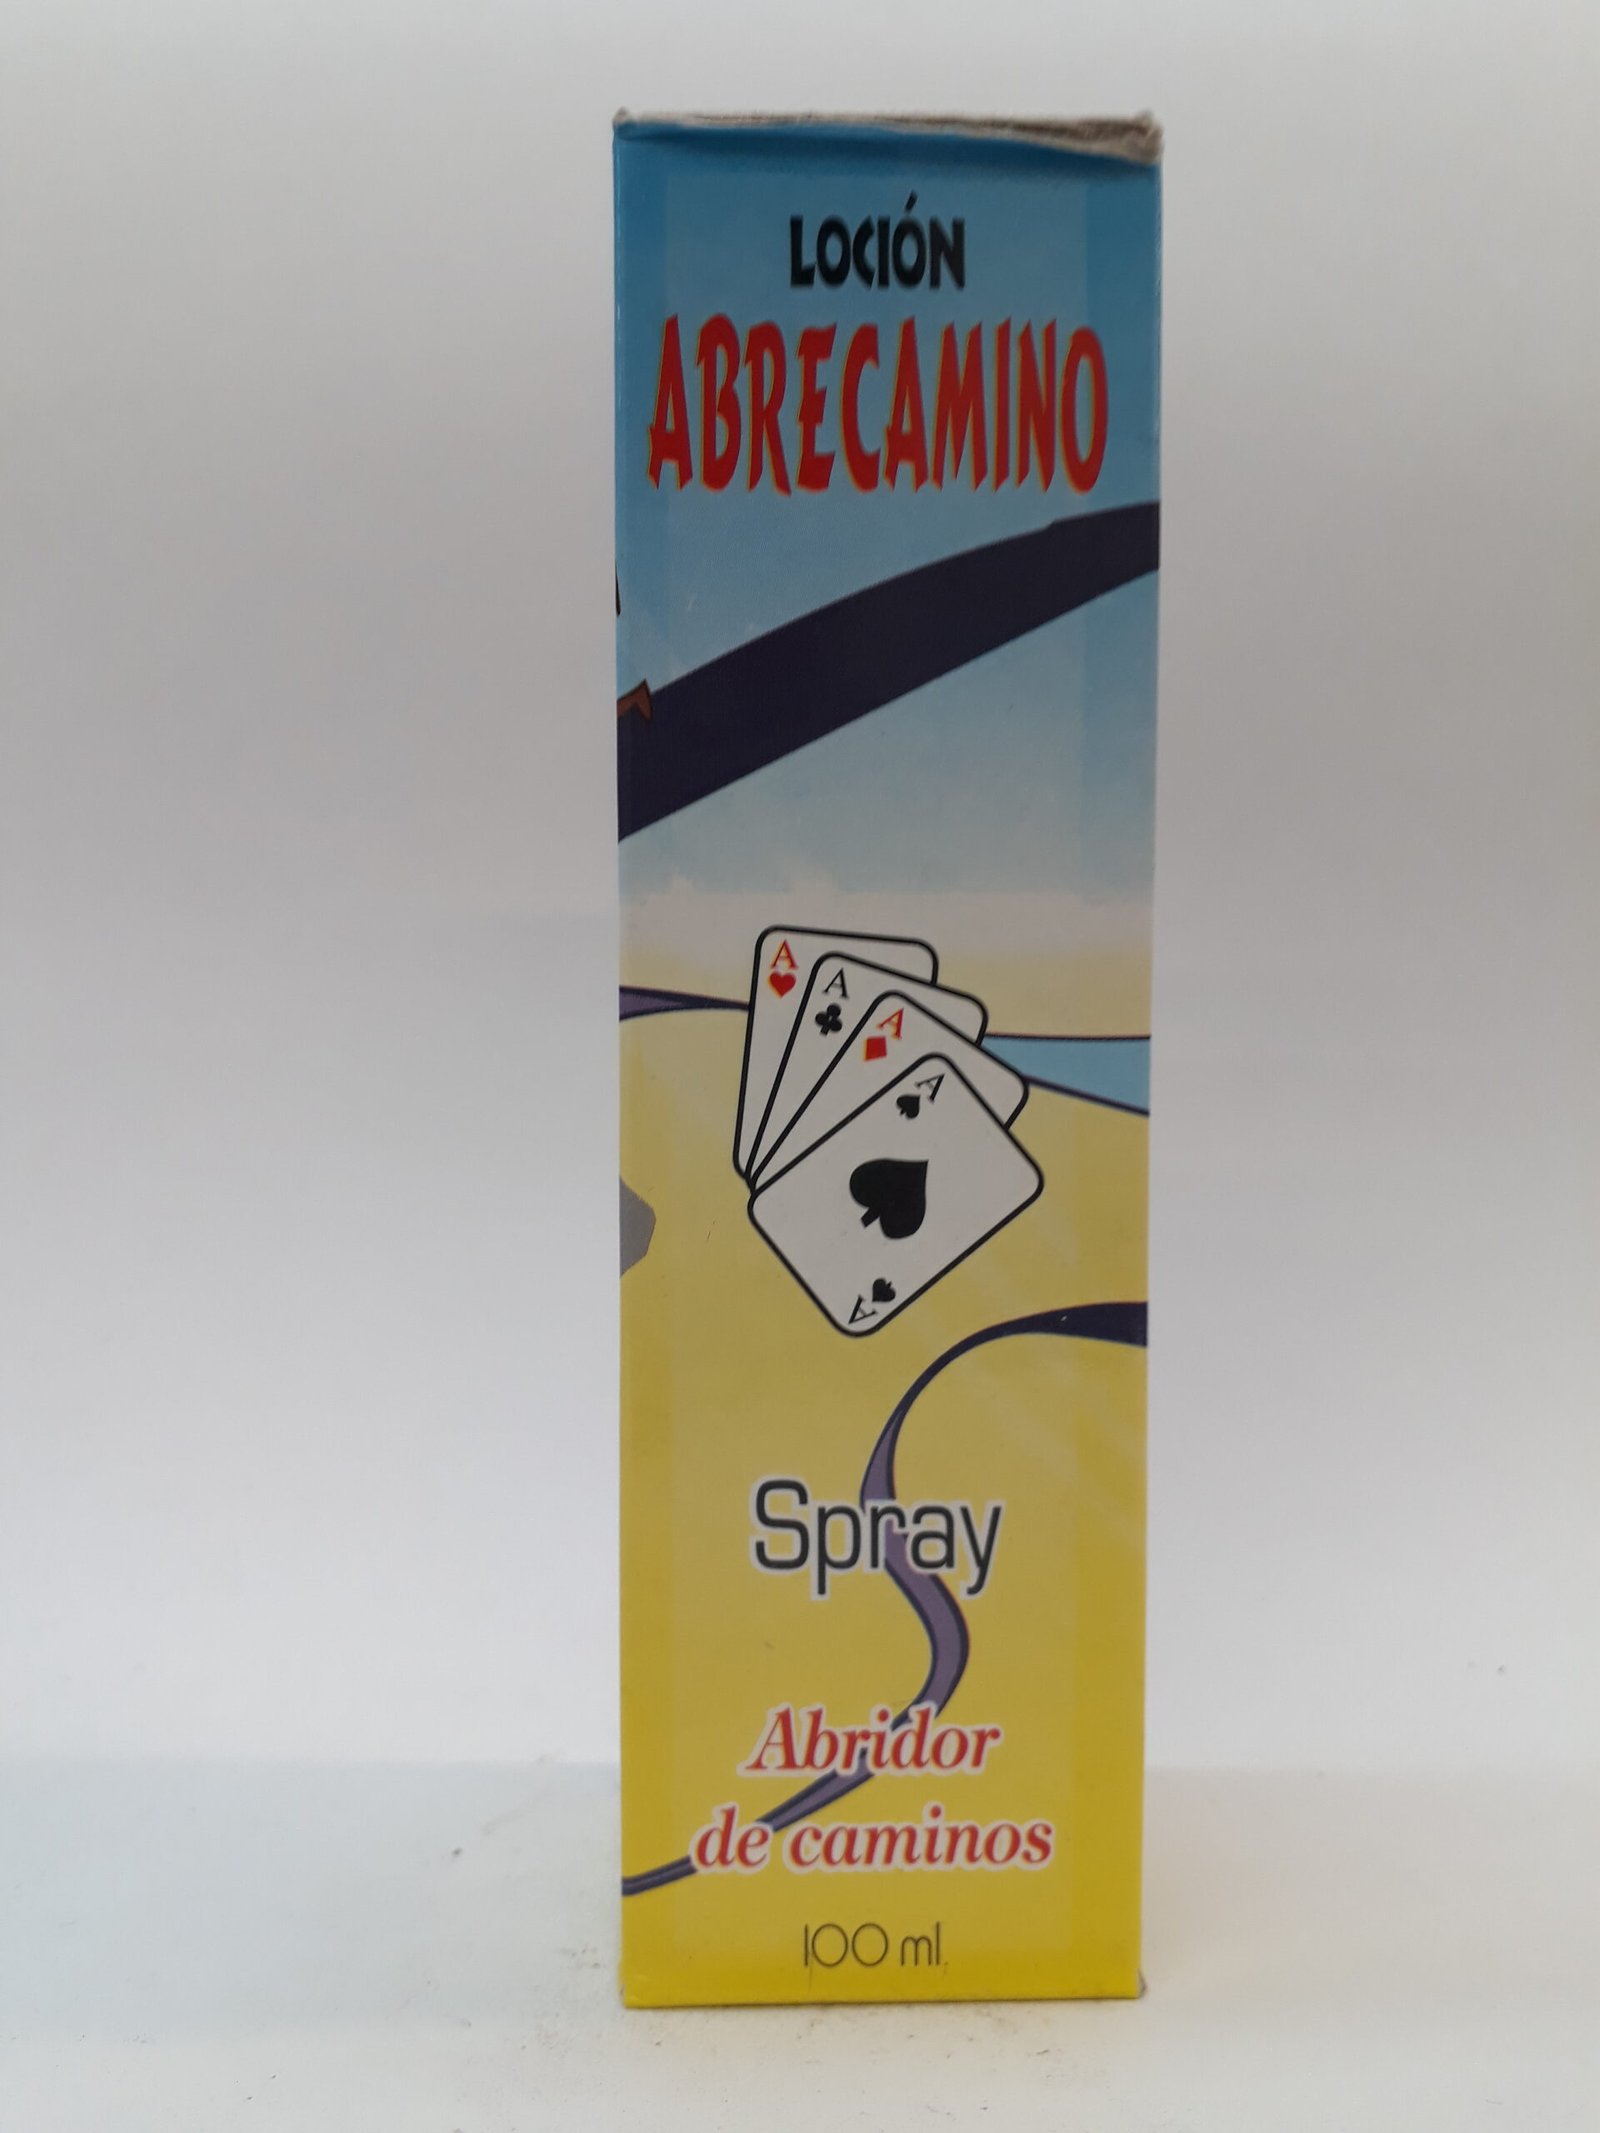 LOCIÓN
ABRECAMINO
A
A
A
A
A
Spray
Abridor
de caminos
100 ml.